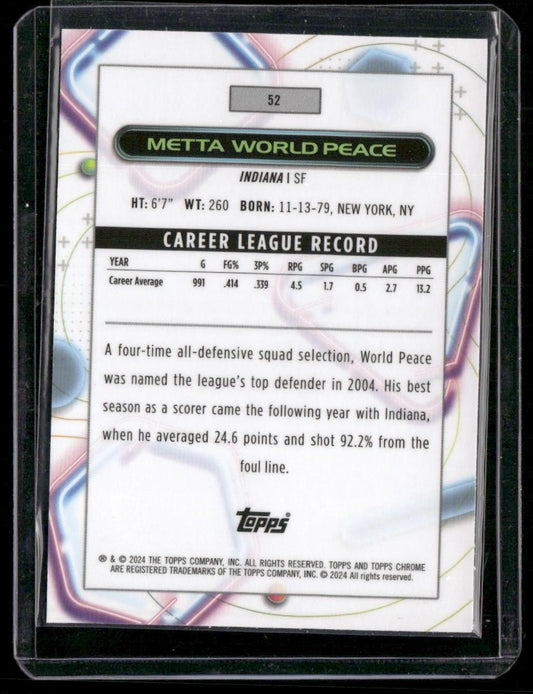 52
METTA WORLD PEACE
INDIANA | SF
HT: 6'7" WT: 260 BORN: 11-13-79, NEW YORK, NY
CAREER LEAGUE RECORD
YEAR G FG% 3P% RPG SPG BPG APG PPG
Career Average 991 .414 .339 4.5 1.7 0.5 2.7 13.2
A four-time all-defensive squad selection, World Peace
was named the league's top defender in 2004. His best
season as a scorer came the following year with Indiana,
when he averaged 24.6 points and shot 92.2% from the
foul line.
topps®
® & © 2024 THE TOPPS COMPANY, INC. ALL RIGHTS RESERVED. TOPPS AND TOPPS CHROME
ARE REGISTERED TRADEMARKS OF THE TOPPS COMPANY, INC. © 2024 All rights reserved.